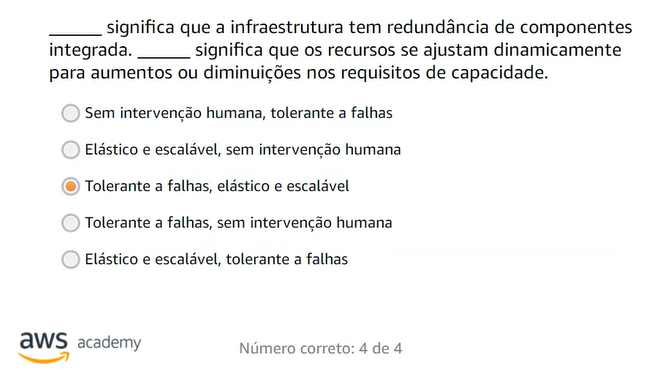 ______ significa que a infraestrutura tem redundância de componentes
integrada. ______ significa que os recursos se ajustam dinamicamente
para aumentos ou diminuições nos requisitos de capacidade.
Sem intervenção humana, tolerante a falhas
Elástico e escalável, sem intervenção humana
Tolerante a falhas, elástico e escalável
Tolerante a falhas, sem intervenção humana
Elástico e escalável, tolerante a falhas
aws academy
Número correto: 4 de 4